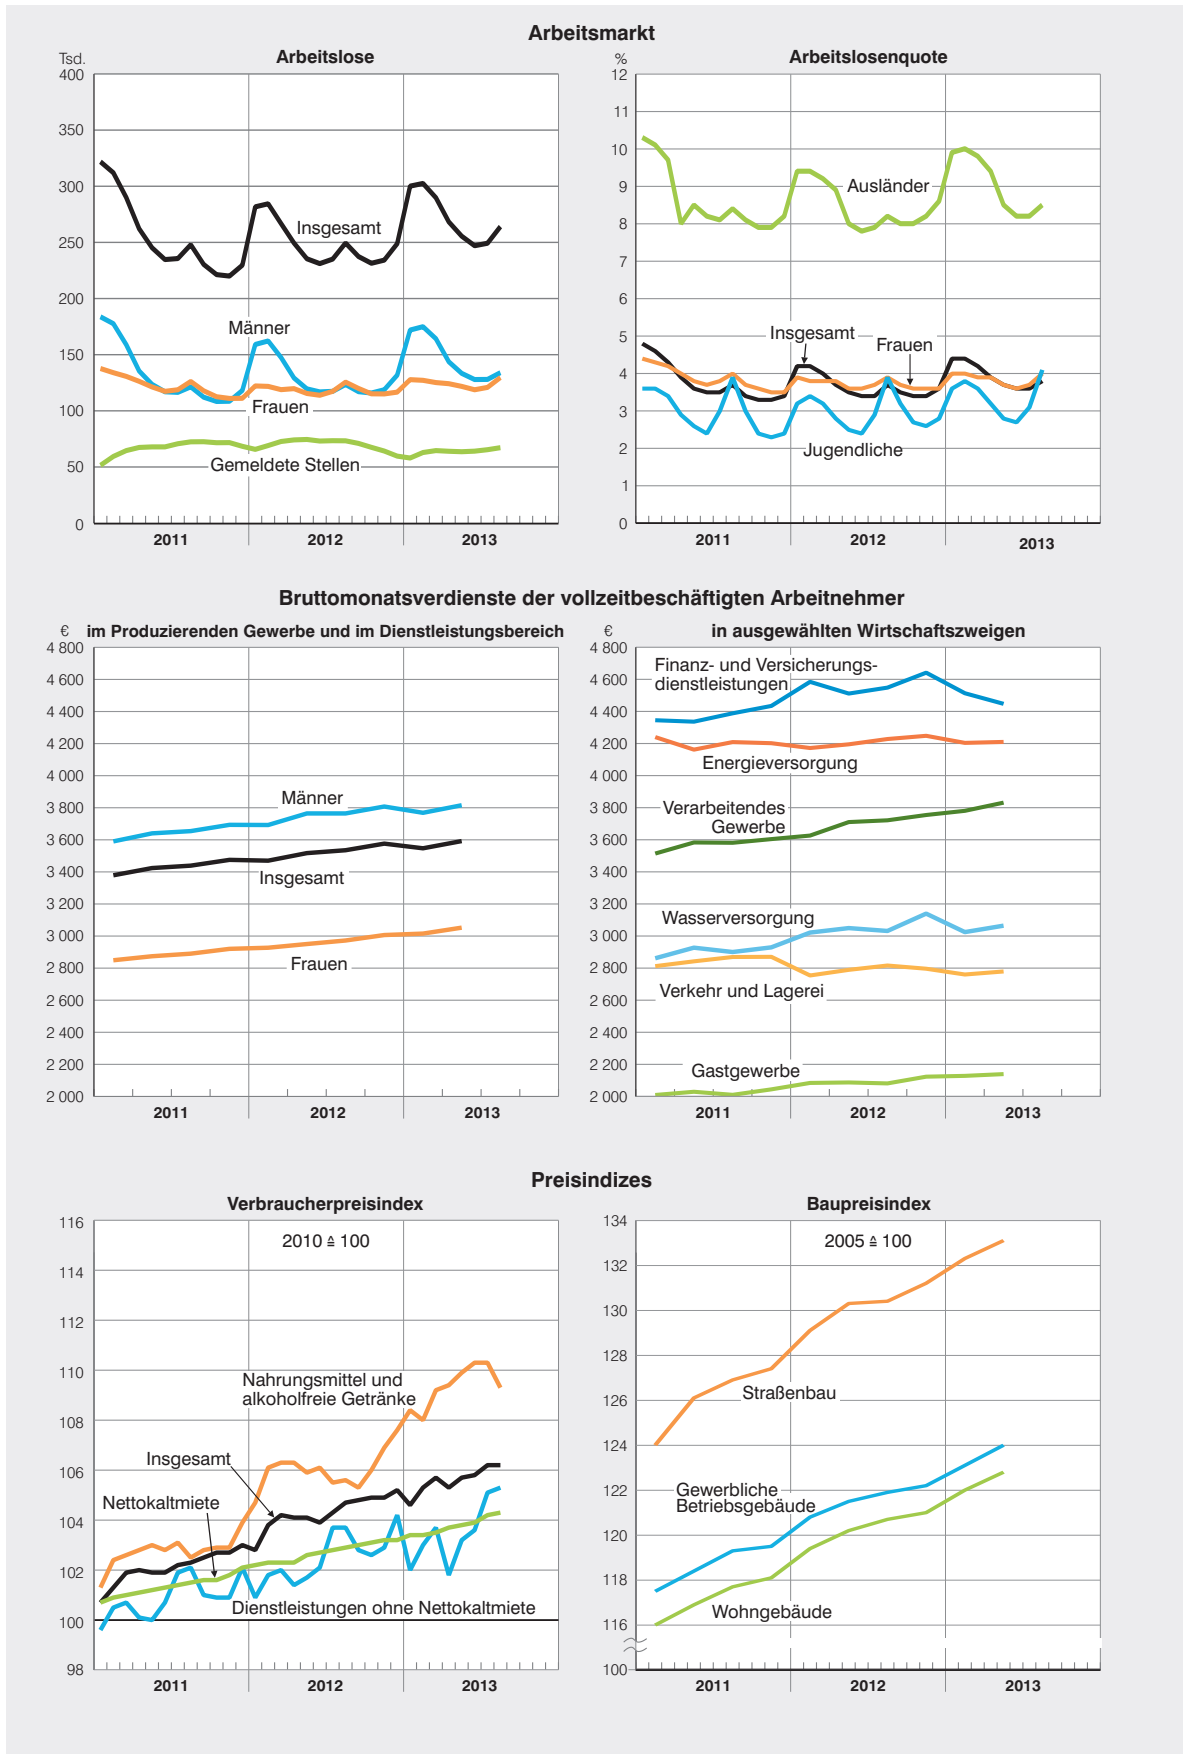 Arbeitsmarkt
Arbeitslose
Tsd.
400
350
300
250
200
150
100
50
0
Insgesamt
Männer
Frauen
Gemeldete Stellen
2011
2012
2013
Arbeitslosenquote
%
12
11
10
9
8
7
6
5
4
3
2
1
0
Ausländer
Insgesamt
Frauen
Jugendliche
2011
2012
2013
Bruttomonatsverdienste der vollzeitbeschäftigten Arbeitnehmer
€ im Produzierenden Gewerbe und im Dienstleistungsbereich
4 800
4 600
4 400
4 200
4 000
3 800
3 600
3 400
3 200
3 000
2 800
2 600
2 400
2 200
2 000
Männer
Insgesamt
Frauen
2011
2012
2013
€ in ausgewählten Wirtschaftszweigen
4 800
4 600
4 400
4 200
4 000
3 800
3 600
3 400
3 200
3 000
2 800
2 600
2 400
2 200
2 000
Finanz- und Versicherungs-
dienstleistungen
Energieversorgung
Verarbeitendes
Gewerbe
Wasserversorgung
Verkehr und Lagerei
Gastgewerbe
2011
2012
2013
Preisindizes
Verbraucherpreisindex
2010 ≙ 100
116
114
112
110
108
106
104
102
100
98
Nahrungsmittel und
alkoholfreie Getränke
Insgesamt
Nettokaltmiete
Dienstleistungen ohne Nettokaltmiete
2011
2012
2013
Baupreisindex
2005 ≙ 100
134
132
130
128
126
124
122
120
118
116
100
Straßenbau
Gewerbliche
Betriebsgebäude
Wohngebäude
2011
2012
2013